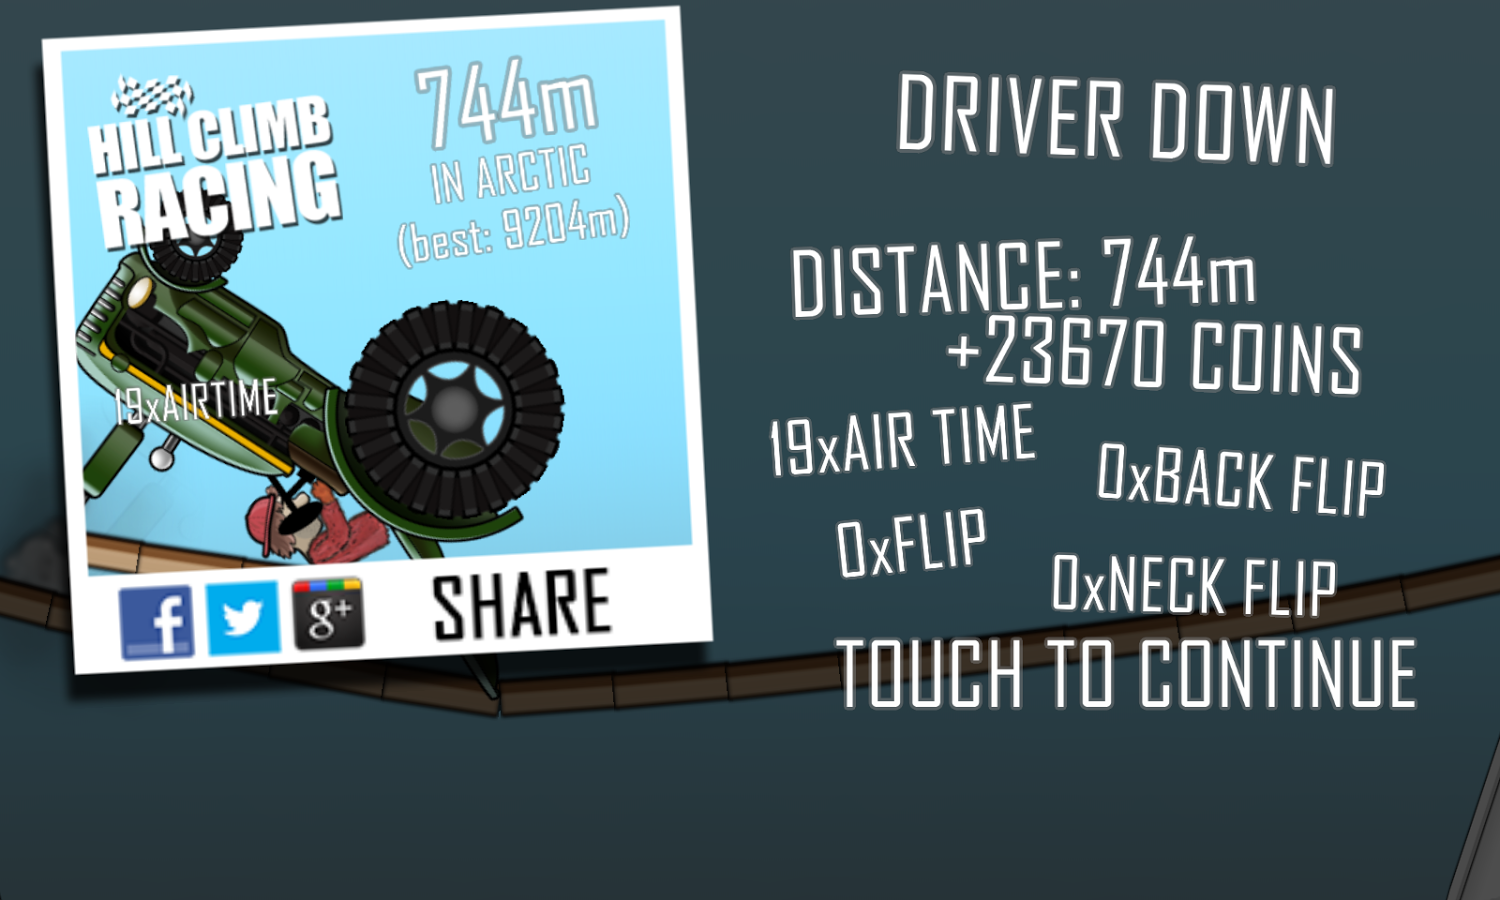 HILL CLIMB
RACING
744m
IN ARCTIC
(best: 9204m)
19xAIRTIME
f
g+
SHARE
DRIVER DOWN
DISTANCE: 744m
+23670 COINS
19xAIR TIME
0xBACK FLIP
0xFLIP
0xNECK FLIP
TOUCH TO CONTINUE